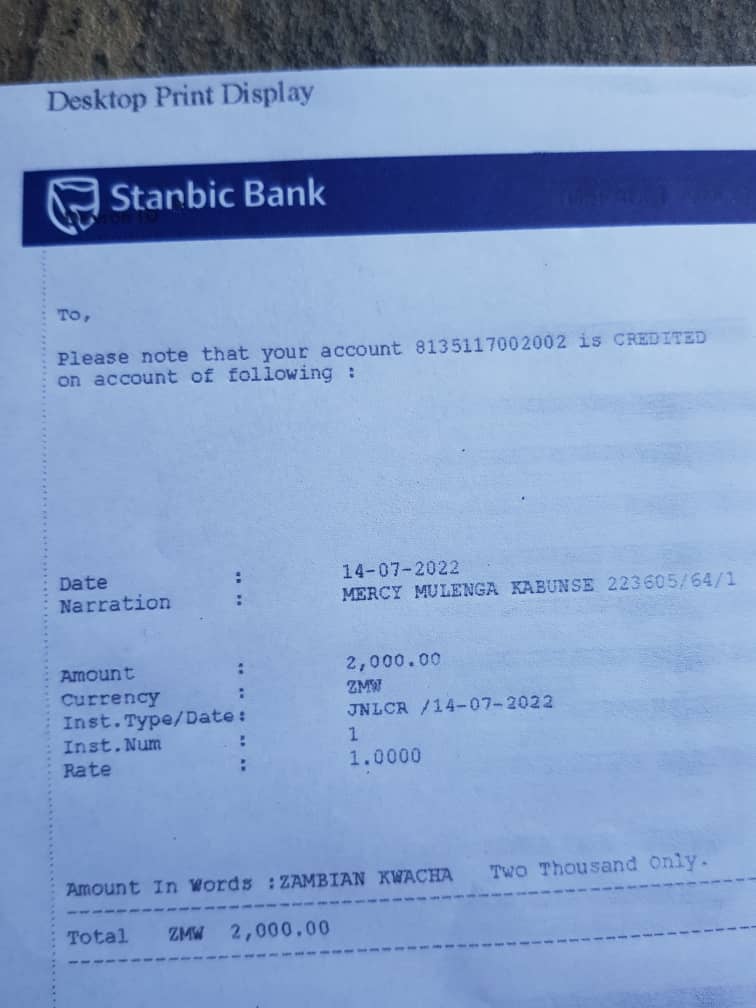 Desktop Print Display
Stanbic Bank
To,
Please note that your account 8135117002002 is CREDITED
on account of following :
Date : 14-07-2022
Narration : MERCY MULENGA KABUNSE 223605/64/1
Amount : 2,000.00
Currency : ZMW
Inst.Type/Date: JNLCR /14-07-2022
Inst.Num : 1
Rate : 1.0000
Amount In Words :ZAMBIAN KWACHA Two Thousand Only.
Total ZMW 2,000.00